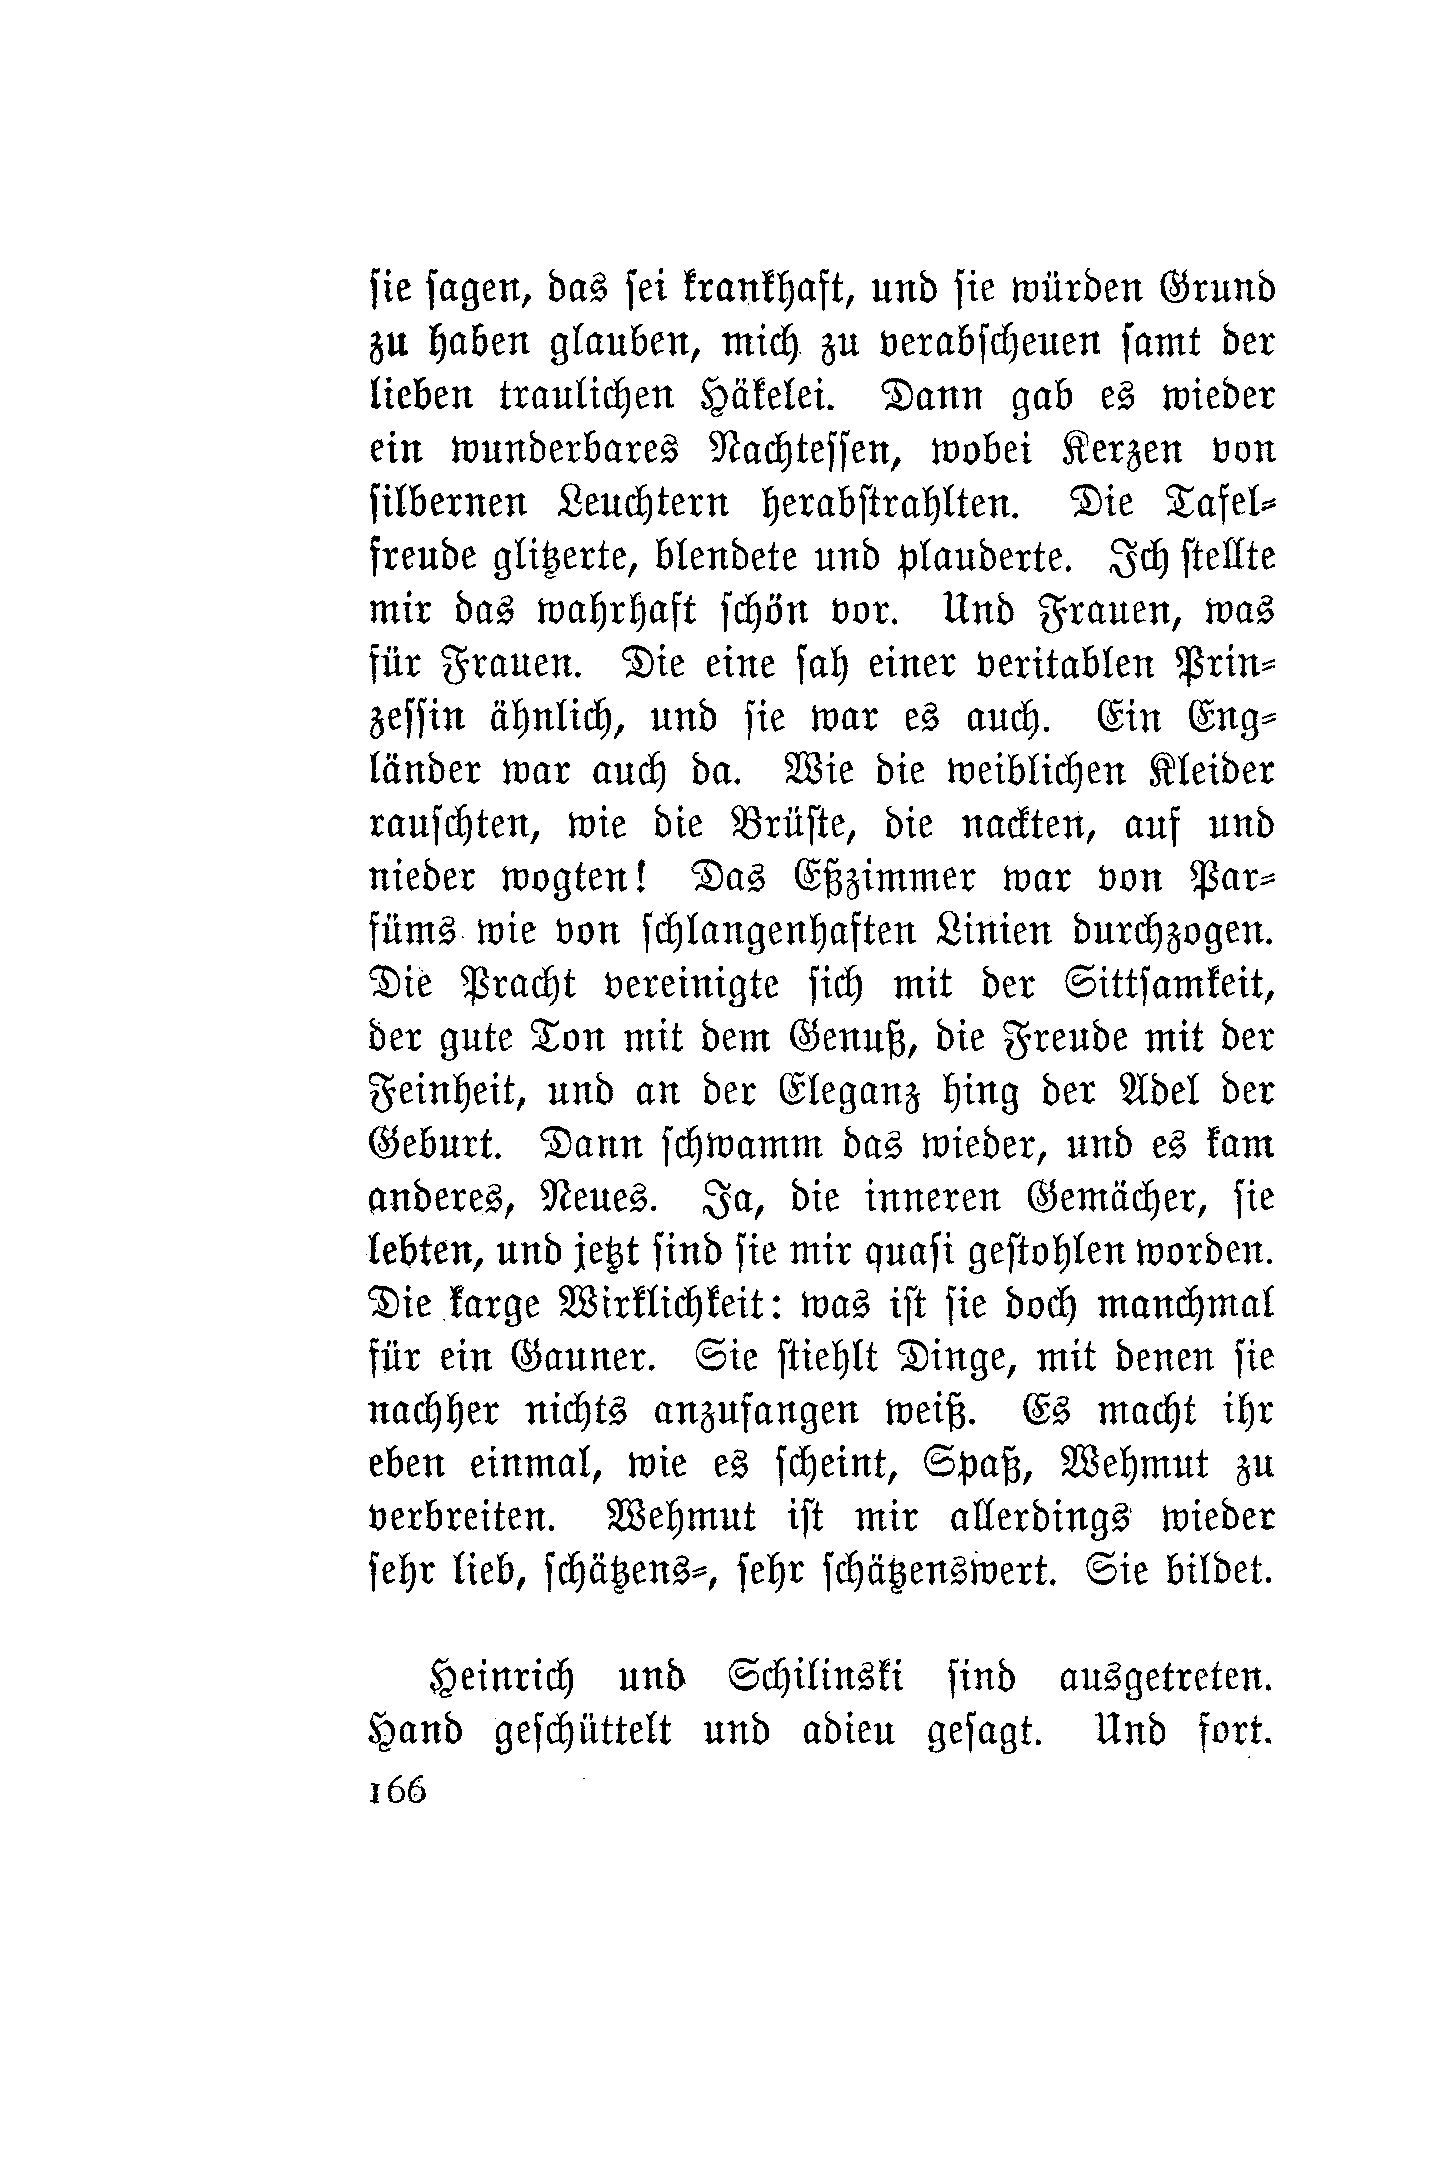 sie sagen, das sei krankhaft, und sie würden Grund
zu haben glauben, mich zu verabscheuen samt der
lieben traulichen Häkelei. Dann gab es wieder
ein wunderbares Nachtessen, wobei Kerzen von
silbernen Leuchtern herabstrahlten. Die Tafel-
freude glitzerte, blendete und plauderte. Ich stellte
mir das wahrhaft schön vor. Und Frauen, was
für Frauen. Die eine sah einer veritablen Prin-
zessin ähnlich, und sie war es auch. Ein Eng-
länder war auch da. Wie die weiblichen Kleider
rauschten, wie die Brüste, die nackten, auf und
nieder wogten! Das Eßzimmer war von Par-
füms wie von schlangenhaften Linien durchzogen.
Die Pracht vereinigte sich mit der Sittsamkeit,
der gute Ton mit dem Genuß, die Freude mit der
Feinheit, und an der Eleganz hing der Adel der
Geburt. Dann schwamm das wieder, und es kam
anderes, Neues. Ja, die inneren Gemächer, sie
lebten, und jetzt sind sie mir quasi gestohlen worden.
Die karge Wirklichkeit: was ist sie doch manchmal
für ein Gauner. Sie stiehlt Dinge, mit denen sie
nachher nichts anzufangen weiß. Es macht ihr
eben einmal, wie es scheint, Spaß, Wehmut zu
verbreiten. Wehmut ist mir allerdings wieder
sehr lieb, schätzens-, sehr schätzenswert. Sie bildet.
Heinrich und Schilinski sind ausgetreten.
Hand geschüttelt und adieu gesagt. Und fort.
166